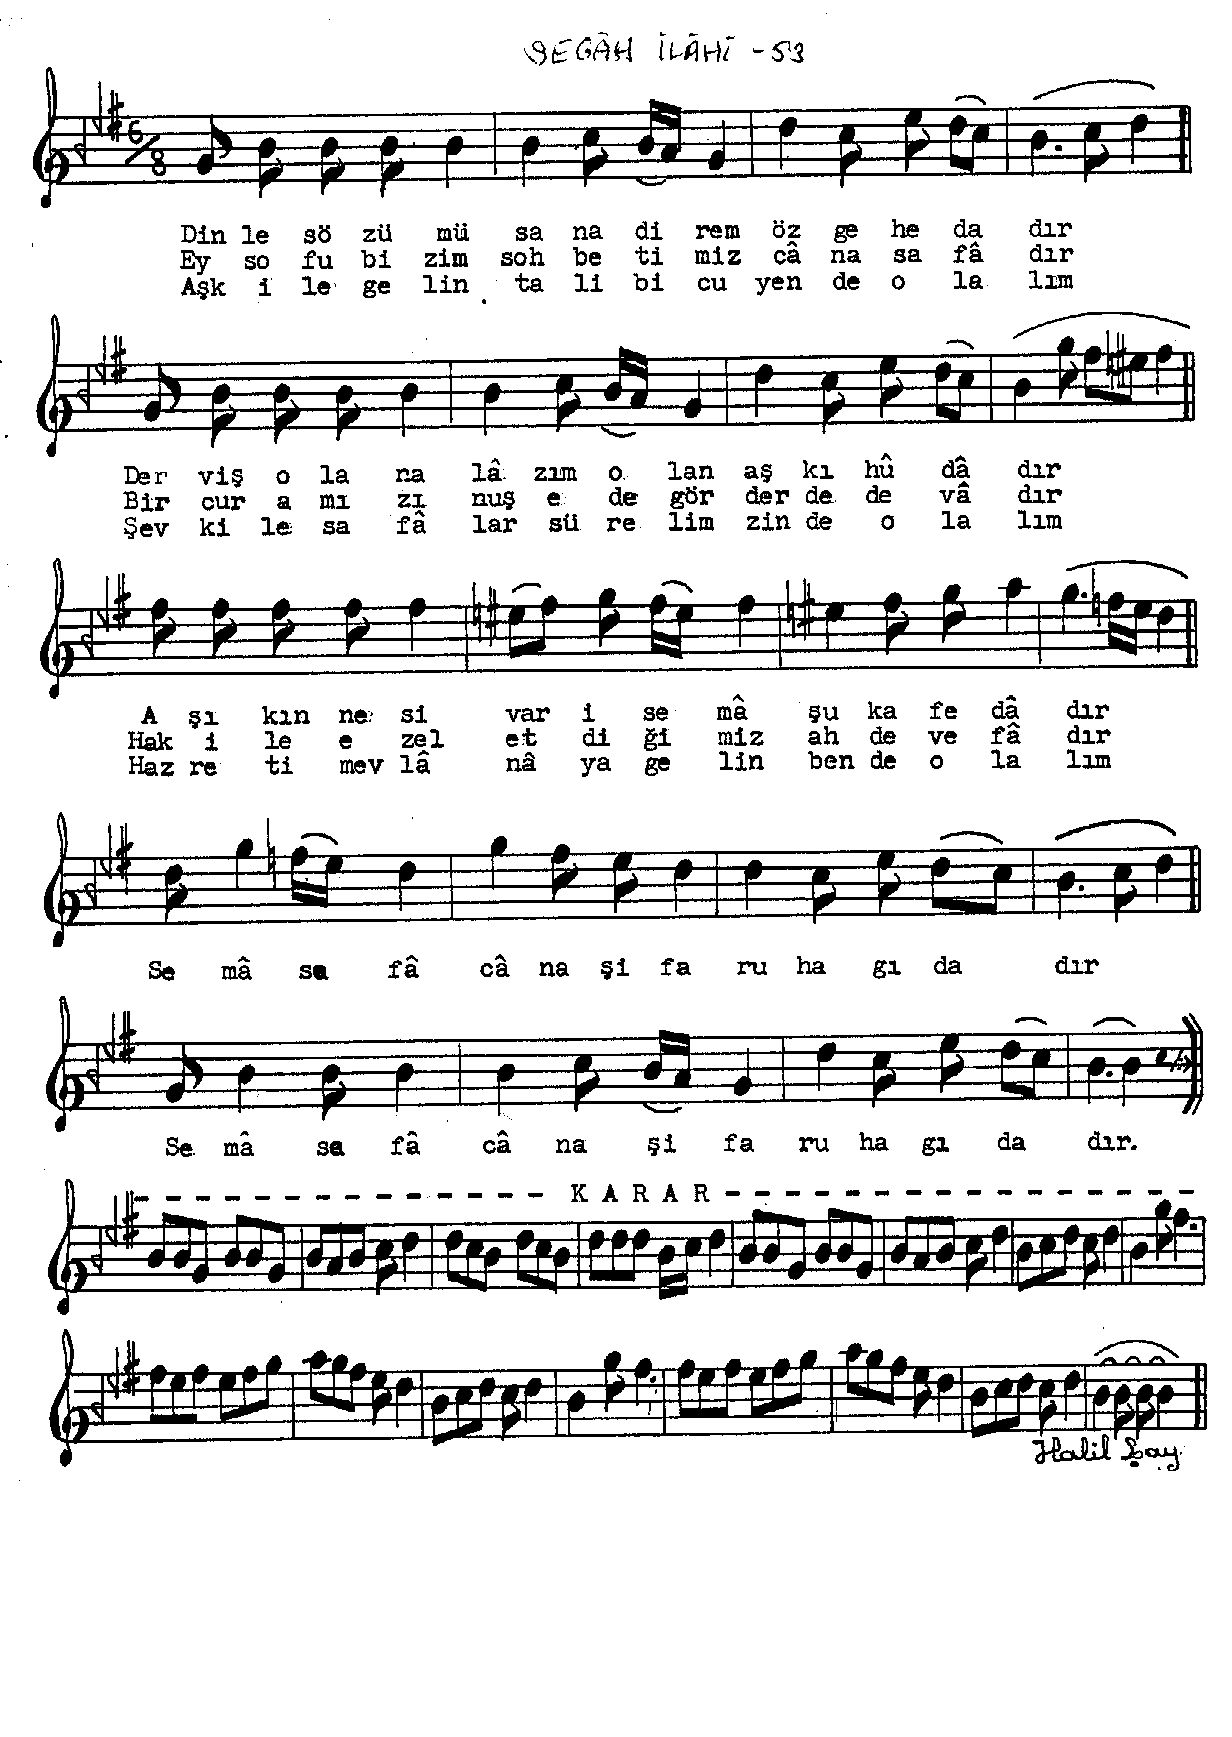 SEGÂH İLÂHİ - 53
6/8
Din le sö zü mü sa na di rem öz ge he da dır
Ey so fu bi zim soh be ti miz câ na sa fâ dır
Aşk i le ge lin ta li bi cu yen de o la lım
Der viş o la na lâ zım o lan aş kı hû dâ dır
Bir cur a mı zı nuş e de gör der de de vâ dır
Şev ki le sa fâ lar sü re lim zin de o la lım
A şı kın ne si var i se mâ şu ka fe dâ dır
Hak i le e zel et di ği miz ah de ve fâ dır
Haz re ti mev lâ nâ ya ge lin ben de o la lım
Se mâ sa fâ câ na şi fa ru ha gı da dır
Se mâ sa fâ câ na şi fa ru ha gı da dır.
K A R A R
Halil Şay